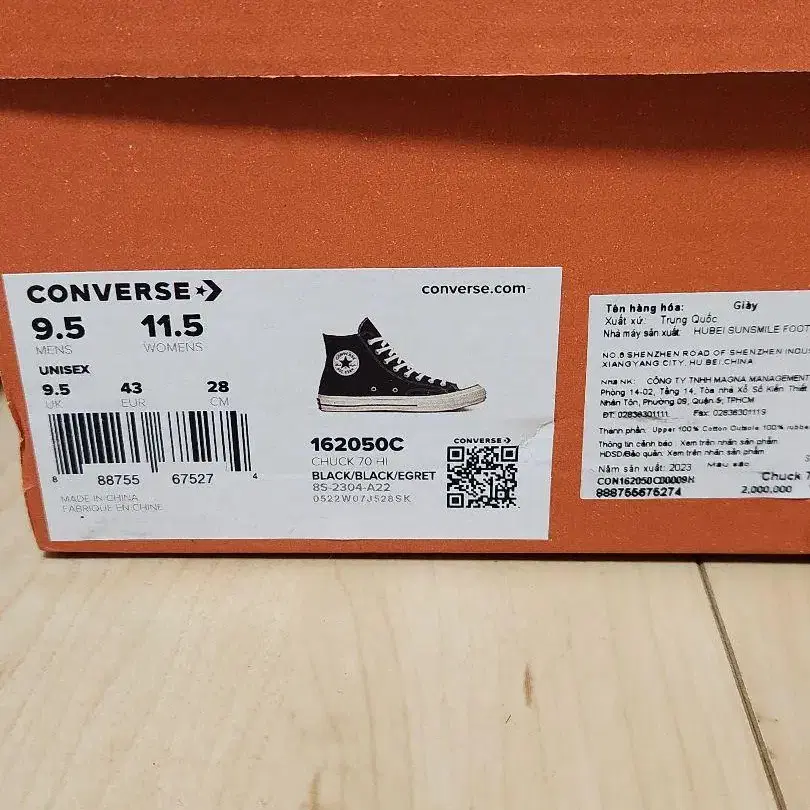 CONVERSE
converse.com
9.5 11.5
MENS WOMENS
UNISEX
9.5 43 28
UK EUR CM
8 88755 67527 4
MADE IN CHINA
FABRIQUE EN CHINE
CONVERSE
ALL STAR
162050C
CHUCK 70 HI
BLACK/BLACK/EGRET
8S-2304-A22
0522W07J528SK
CONVERSE
Tên hàng hóa: Giày
Xuất xứ: Trung Quốc
Nhà máy sản xuất: HUBEI SUNSMILE FOOT
NO.8 SHENZHEN ROAD OF SHENZHEN INDUS
XIANGYANG CITY, HU BEI,CHINA
Nhà NK: CÔNG TY TNHH MAGNA MANAGEMENT
Phòng 14-02, Tầng 14, Tòa nhà Xổ Số Kiến Thiết
Nhân Tôn, Phường 09, Quận 5, TPHCM
ĐT: 02838301111 Fax: 02838301119
Thành phần: Upper 100% Cotton Outsole 100% rubbe
Thông tin cảnh báo: Xem trên nhãn sản phẩm
HDSD/Bảo quản: Xem trên nhãn sản phẩm
Năm sản xuất: 2023 Màu sắc
CON162050C00009H Chuck 7
888755675274 2,000,000